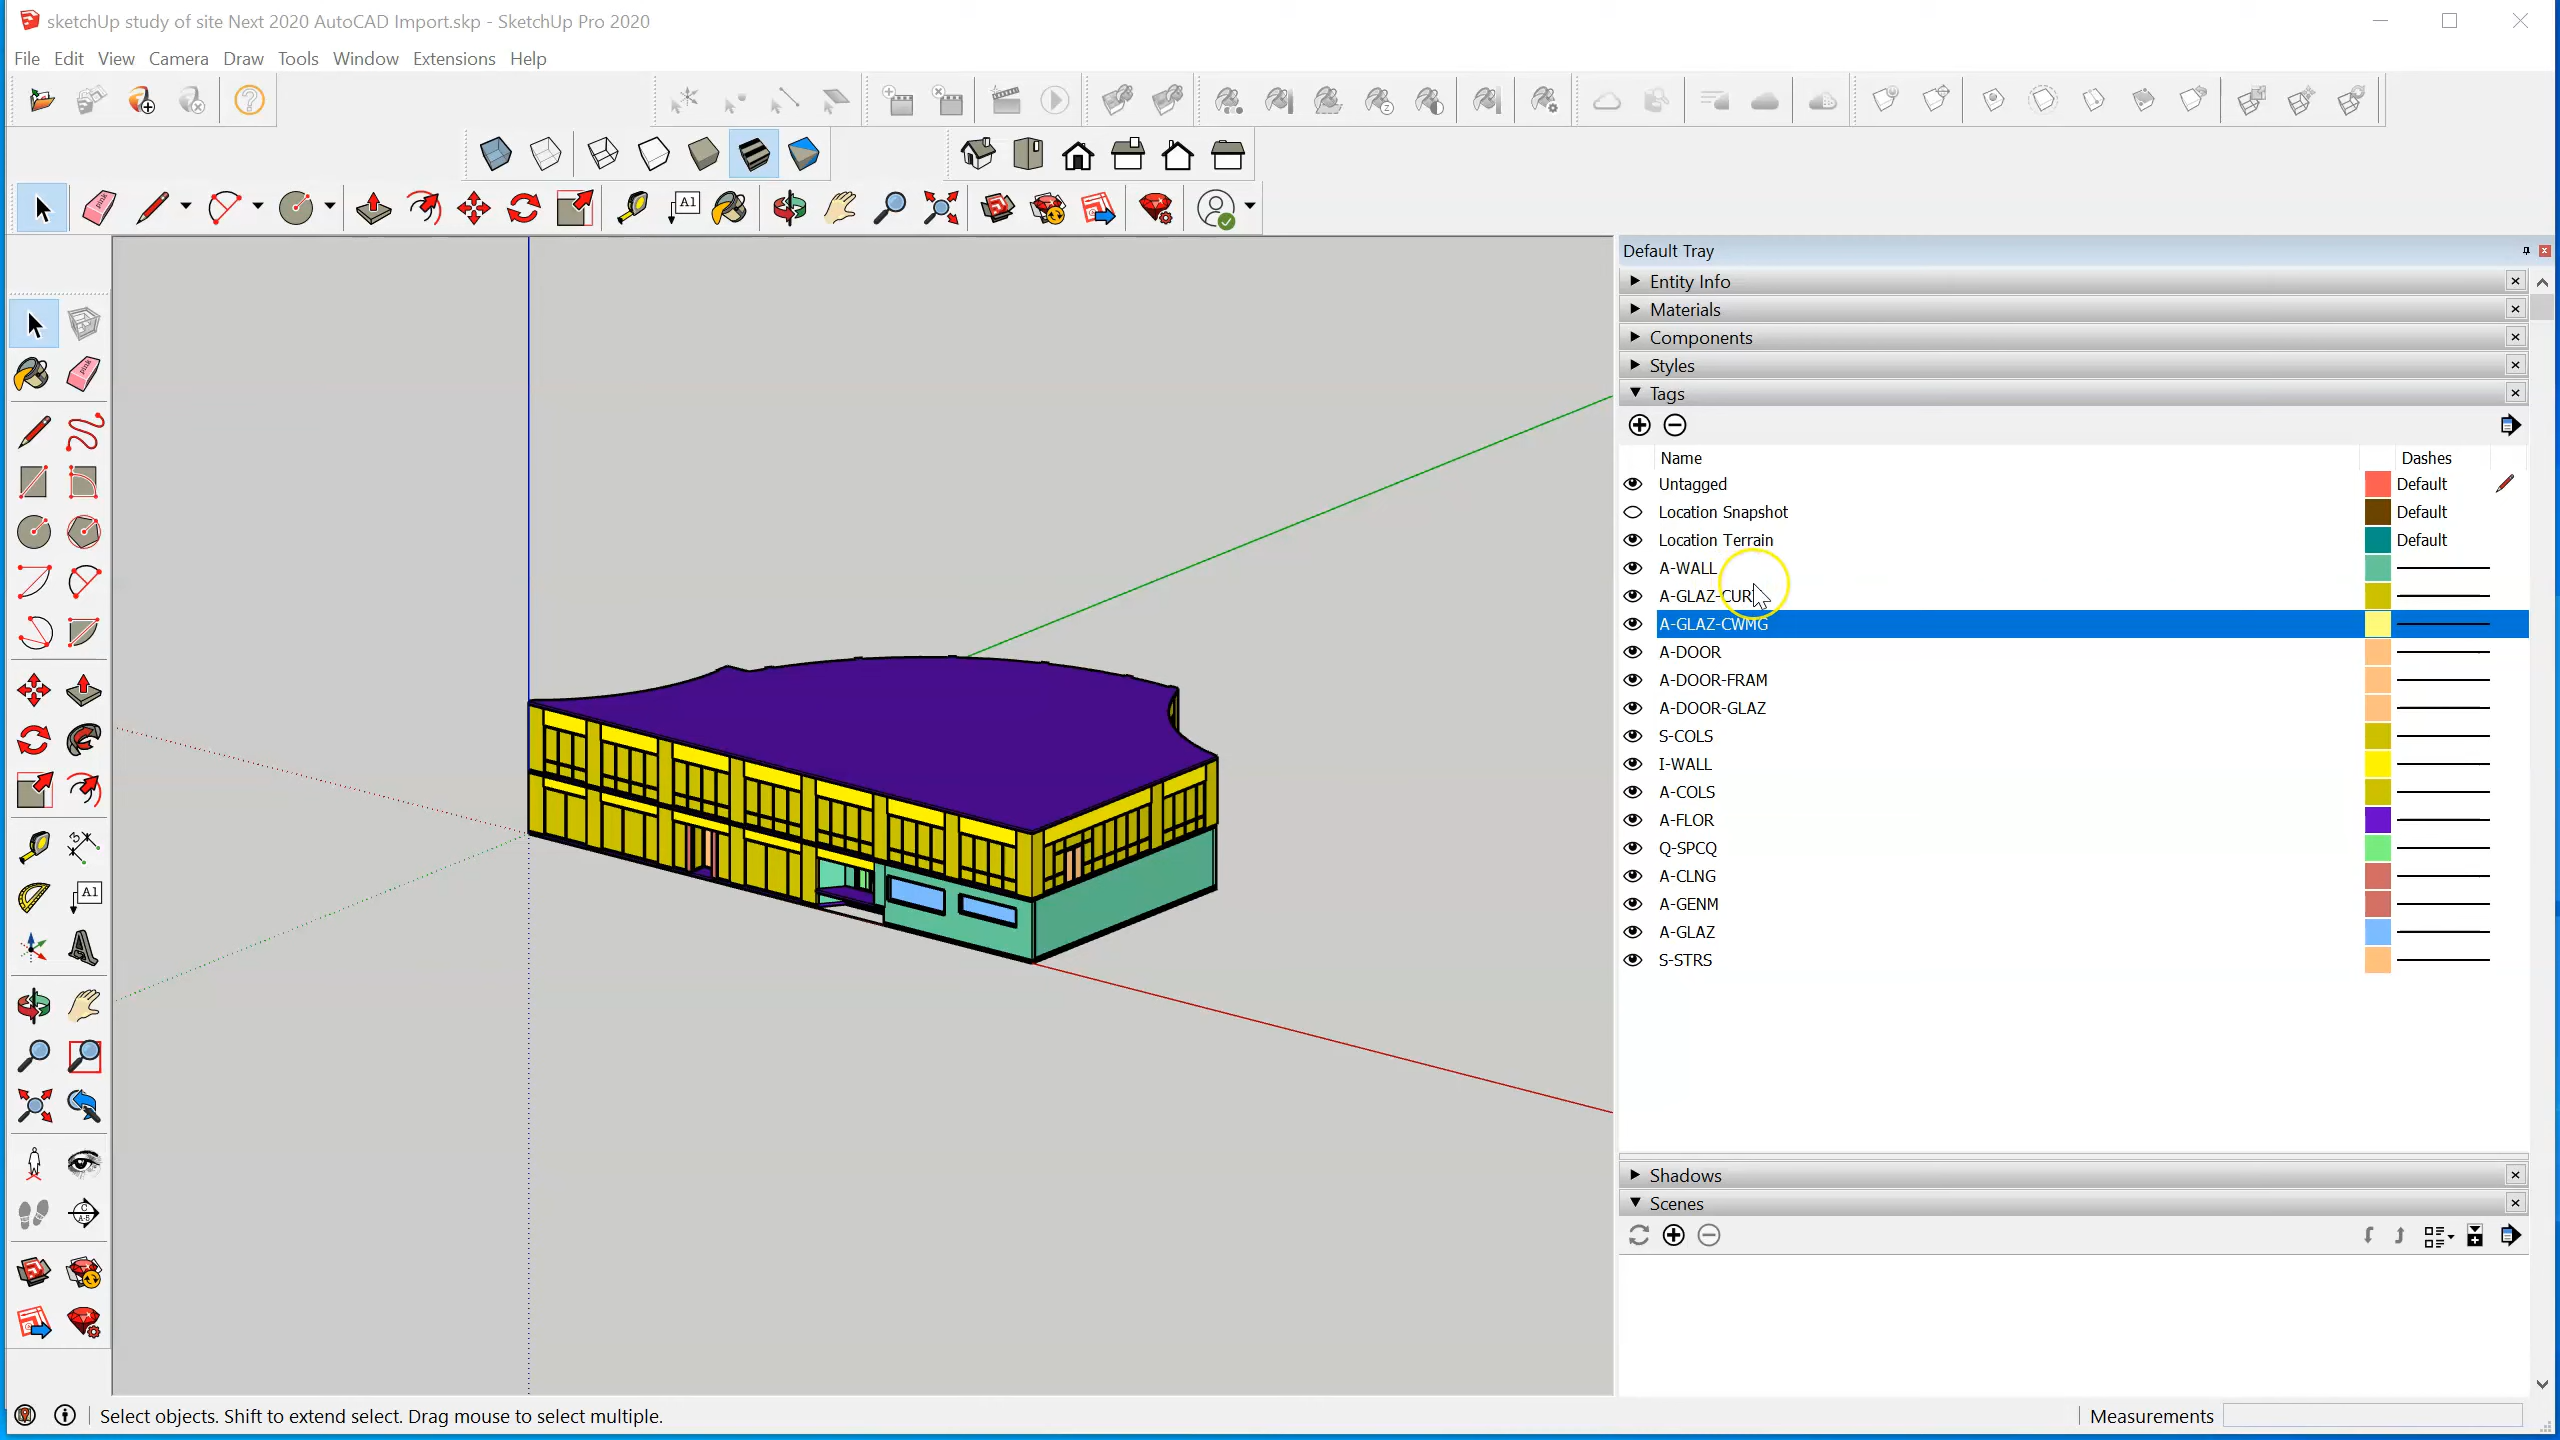 sketchUp study of site Next 2020 AutoCAD Import.skp - SketchUp Pro 2020
File Edit View Camera Draw Tools Window Extensions Help
Default Tray
Entity Info
Materials
Components
Styles
Tags
Name Dashes
Untagged Default
Location Snapshot Default
Location Terrain Default
A-WALL
A-GLAZ-CUR
A-GLAZ-CWMG
A-DOOR
A-DOOR-FRAM
A-DOOR-GLAZ
S-COLS
I-WALL
A-COLS
A-FLOR
Q-SPCQ
A-CLNG
A-GENM
A-GLAZ
S-STRS
Shadows
Scenes
Select objects. Shift to extend select. Drag mouse to select multiple.
Measurements